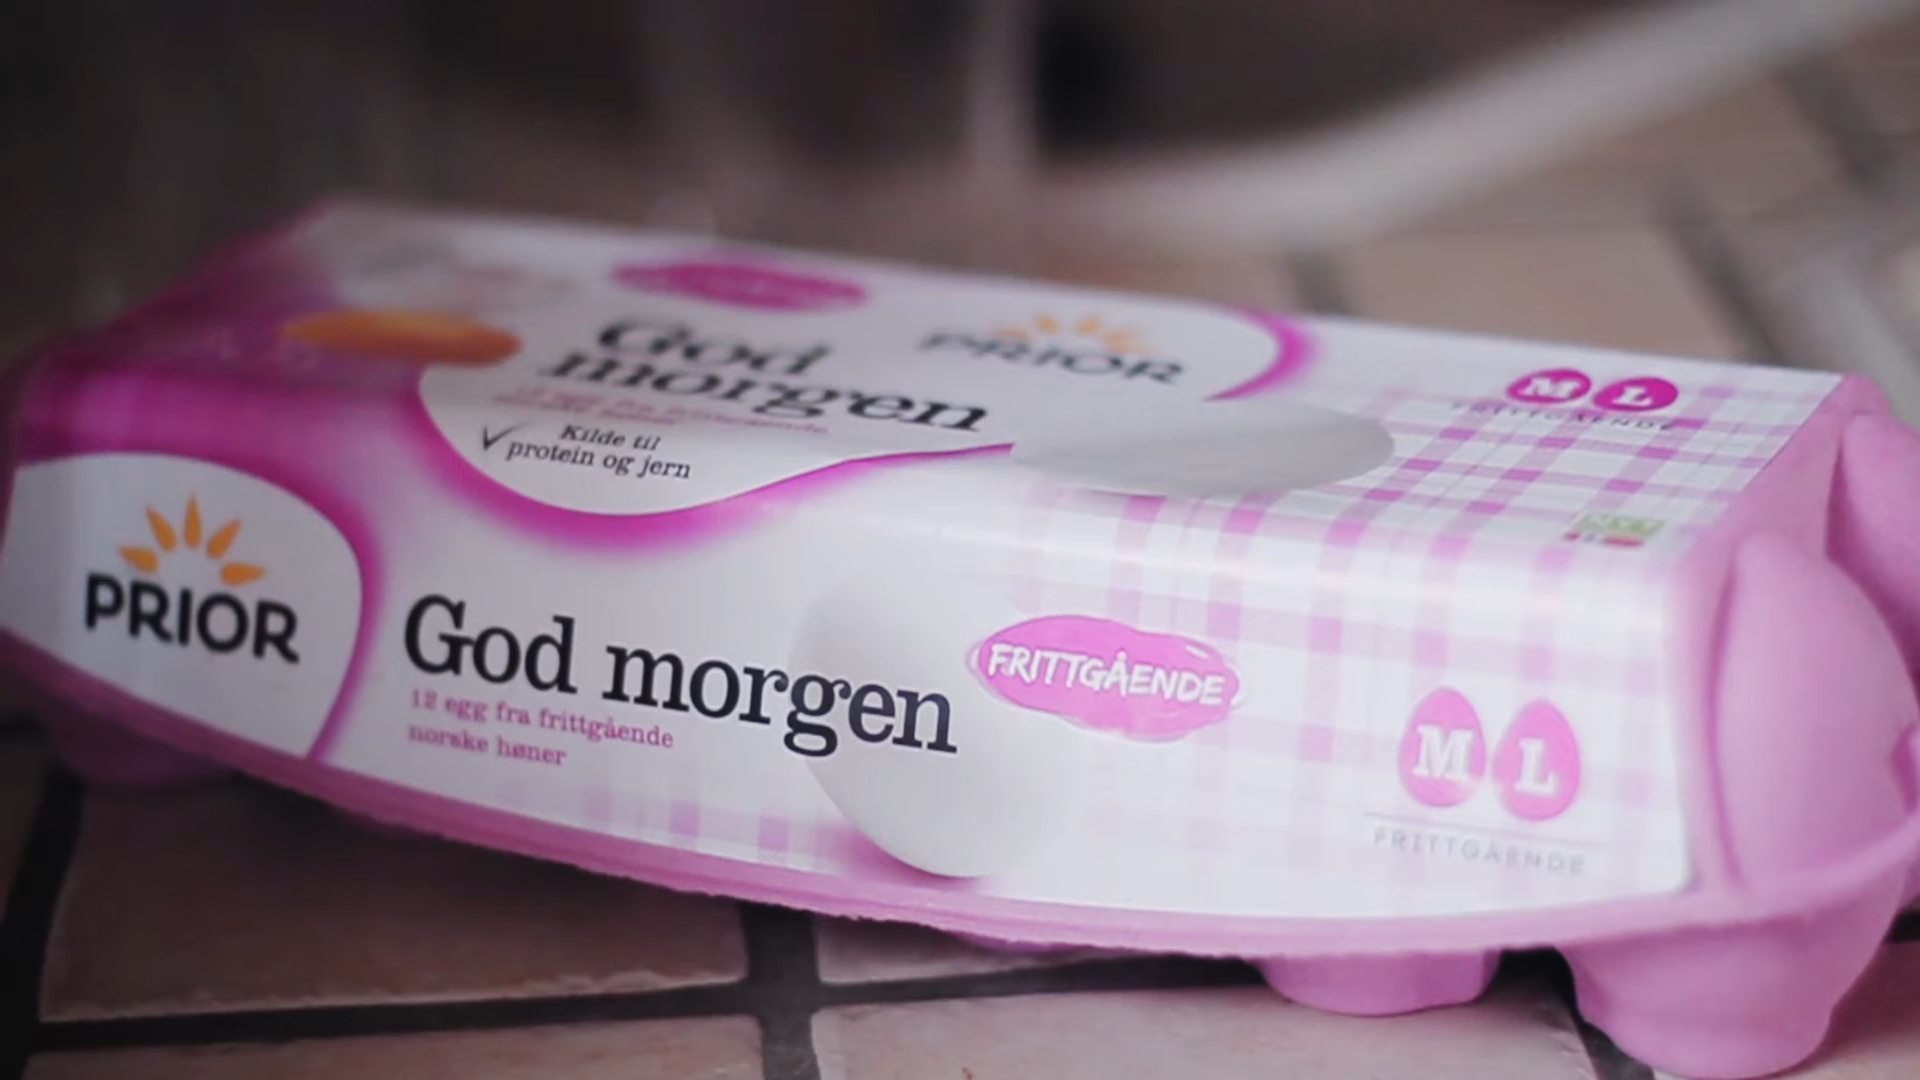 God
morgen
PRIOR
M L
FRITTGÅENDE
Kilde til
protein og jern
PRIOR
God morgen
12 egg fra frittgående
norske høner
FRITTGÅENDE
M L
FRITTGÅENDE